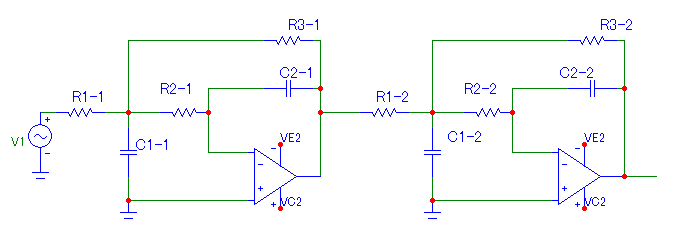 R3-1
R3-2
C2-1
C2-2
R1-1
R2-1
R1-2
R2-2
V1
+
-
C1-1
C1-2
VE2
VE2
-
-
-
-
+
+
+
+
VC2
VC2